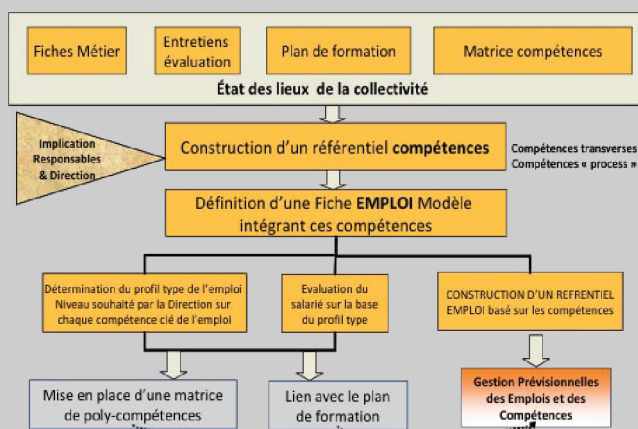 Fiches Métier
Entretiens
évaluation
Plan de formation
Matrice compétences
État des lieux de la collectivité
Implication
Responsables
& Direction
Construction d'un référentiel compétences
Compétences transverses
Compétences « process »
Définition d'une Fiche EMPLOI Modèle
intégrant ces compétences
Détermination du profil type de l'emploi
Niveau souhaité par la Direction sur
chaque compétence clé de l'emploi
Evaluation du
salarié sur la base
du profil type
CONSTRUCTION D'UN REFRENTIEL
EMPLOI basé sur les compétences
Mise en place d'une matrice
de poly-compétences
Lien avec le plan
de formation
Gestion Prévisionnelles
des Emplois et des
Compétences